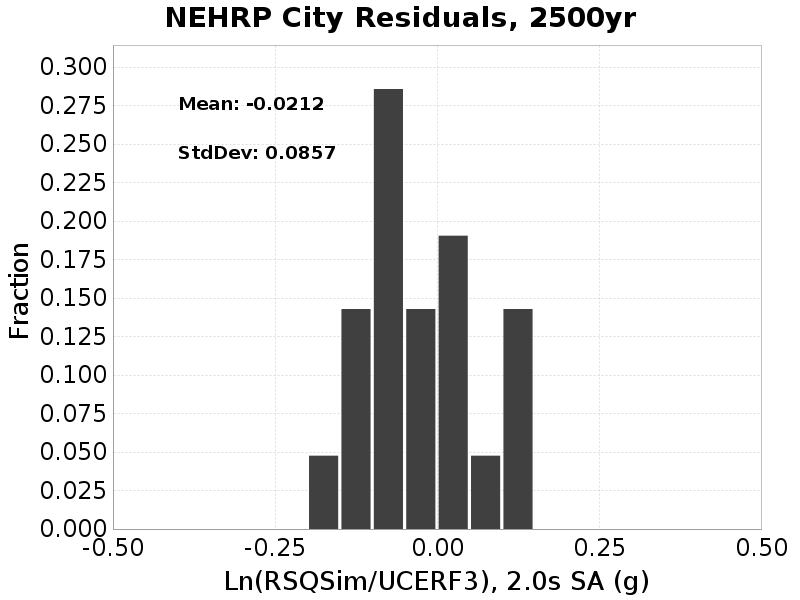 NEHRP City Residuals, 2500yr
Mean: -0.0212
StdDev: 0.0857
Fraction
0.300
0.275
0.250
0.225
0.200
0.175
0.150
0.125
0.100
0.075
0.050
0.025
0.000
-0.50 -0.25 0.00 0.25 0.50
Ln(RSQSim/UCERF3), 2.0s SA (g)